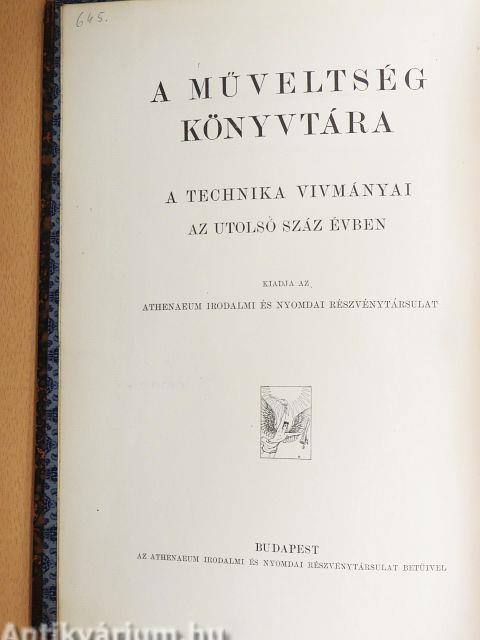 645.
A MŰVELTSÉG
KÖNYVTÁRA
A TECHNIKA VIVMÁNYAI
AZ UTOLSÓ SZÁZ ÉVBEN
KIADJA AZ
ATHENAEUM IRODALMI ÉS NYOMDAI RÉSZVÉNYTÁRSULAT
BUDAPEST
AZ ATHENAEUM IRODALMI ÉS NYOMDAI RÉSZVÉNYTÁRSULAT BETŰIVEL
Antikvárium.hu